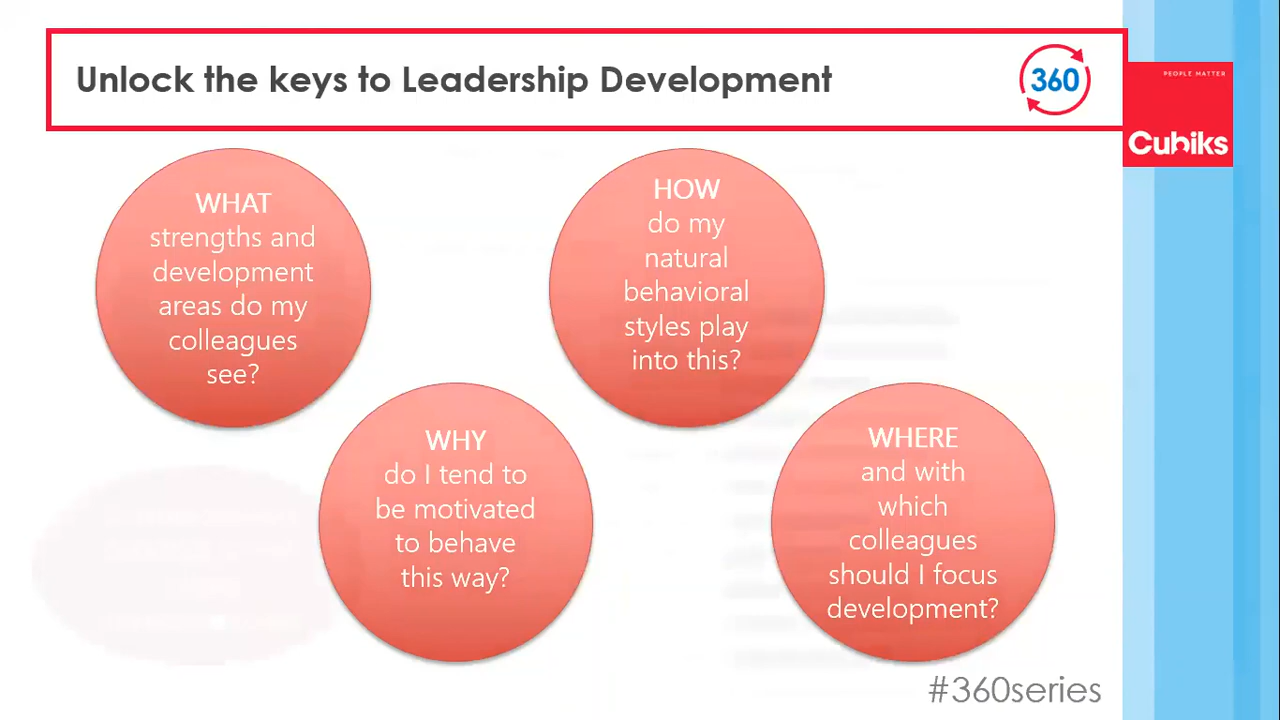 Unlock the keys to Leadership Development
360
PEOPLE MATTER
Cubiks
WHAT
strengths and
development
areas do my
colleagues
see?
WHY
do I tend to
be motivated
to behave
this way?
HOW
do my
natural
behavioral
styles play
into this?
WHERE
and with
which
colleagues
should I focus
development?
#360series